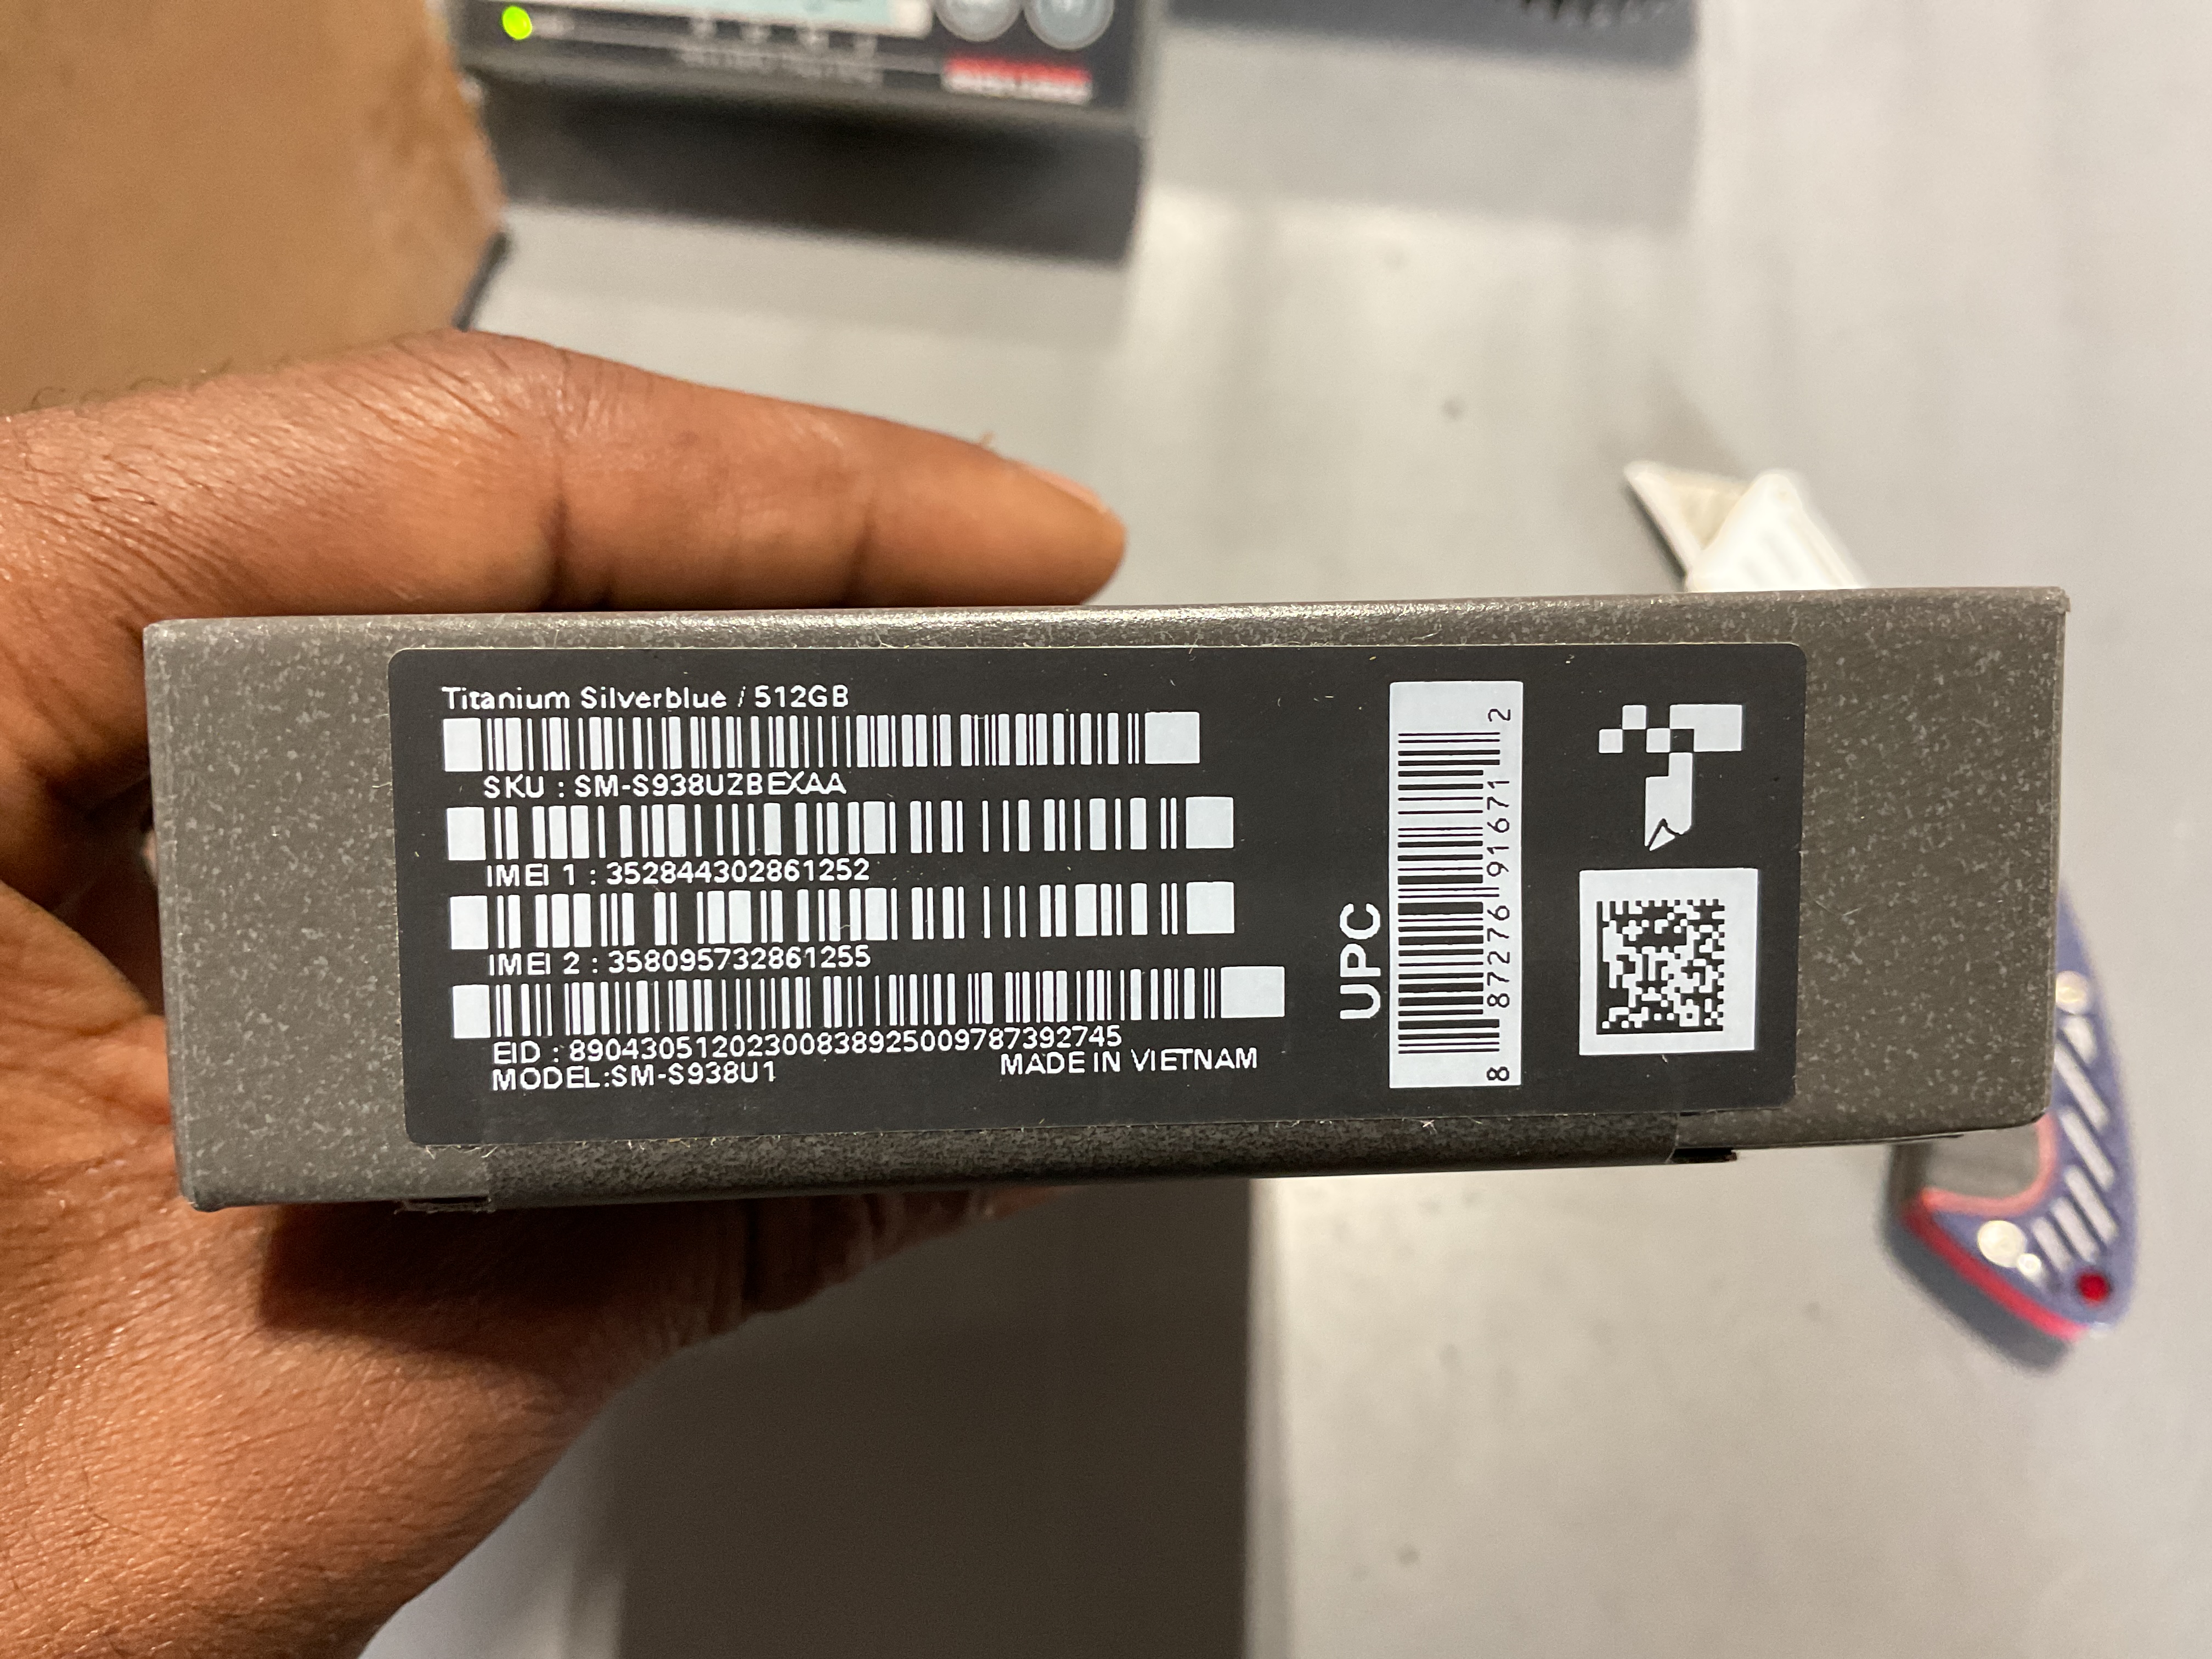 Titanium Silverblue / 512GB
SKU : SM-S938UZBEXAA
IMEI 1 : 352844302861252
IMEI 2 : 358095732861255
EID : 89043051202300838925009787392745
MODEL:SM-S938U1
MADE IN VIETNAM
UPC
8 87276 91671 2